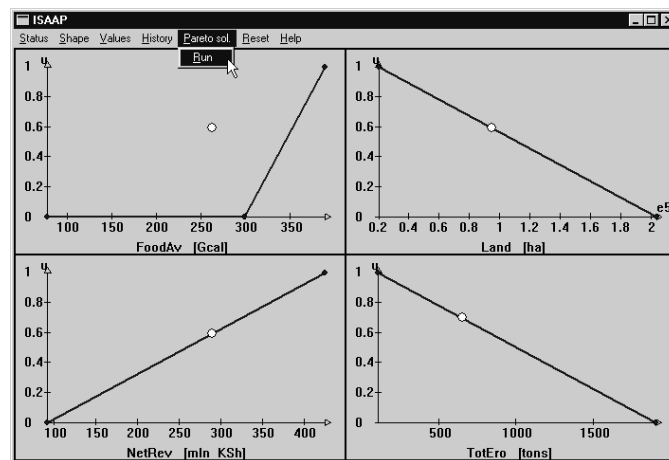 ISAAP
Status Shape Values History Pareto sol. Reset Help
Run
u
1
0.8
0.6
0.4
0.2
0
100 150 200 250 300 350
FoodAv [Gcal]
u
1
0.8
0.6
0.4
0.2
0
e5
0.2 0.4 0.6 0.8 1 1.2 1.4 1.6 1.8 2
Land [ha]
u
1
0.8
0.6
0.4
0.2
0
100 150 200 250 300 350 400
NetRev [mln KSh]
u
1
0.8
0.6
0.4
0.2
0
500 1000 1500
TotEro [tons]